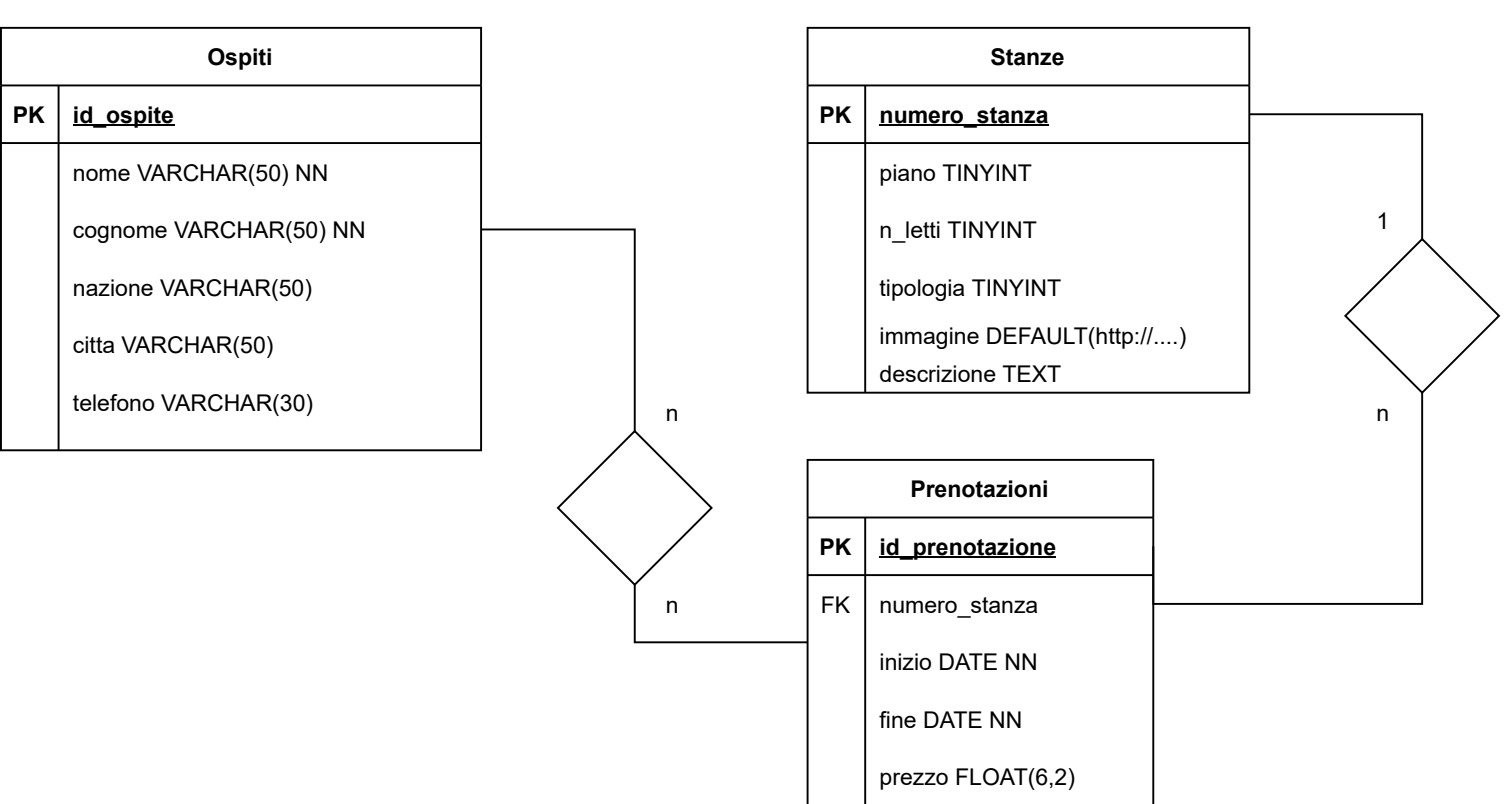 Ospiti
PK id_ospite
nome VARCHAR(50) NN
cognome VARCHAR(50) NN
nazione VARCHAR(50)
citta VARCHAR(50)
telefono VARCHAR(30)
n
n
Stanze
PK numero_stanza
piano TINYINT
n_letti TINYINT
tipologia TINYINT
immagine DEFAULT(http://....)
descrizione TEXT
1
n
Prenotazioni
PK id_prenotazione
FK numero_stanza
inizio DATE NN
fine DATE NN
prezzo FLOAT(6,2)